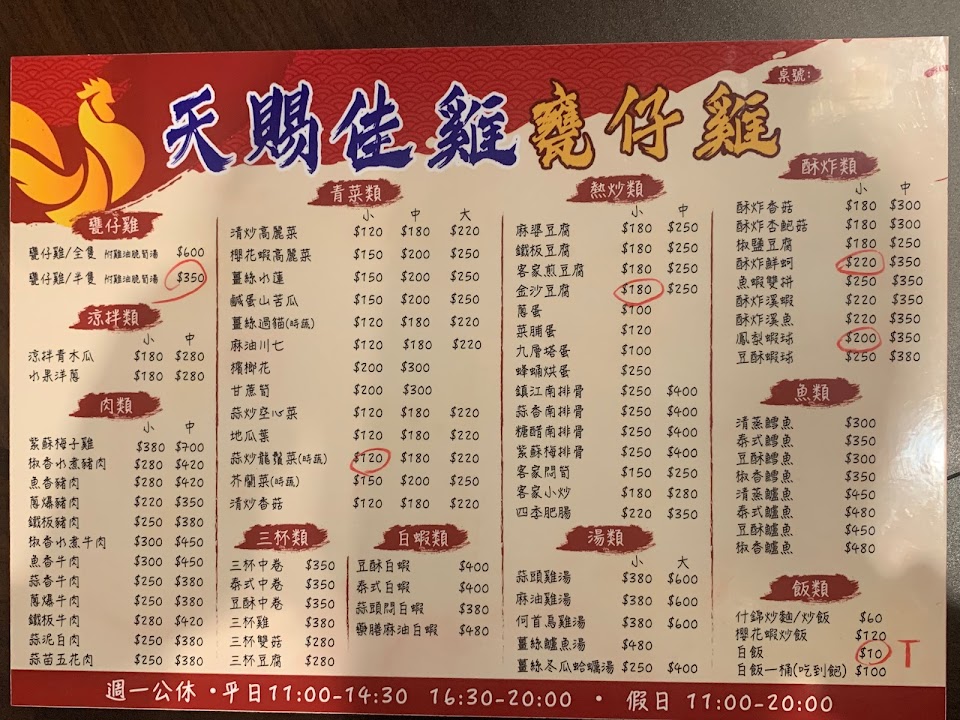 桌號:
天賜佳雞甕仔雞
甕仔雞
甕仔雞/全隻 附雞油脆筍湯 $600
甕仔雞/半隻 附雞油脆筍湯 $350
涼拌類
小 中
涼拌青木瓜 $180 $280
水果洋蔥 $180 $280
肉類
小 中
紫蘇梅子雞 $380 $700
椒香水煮豬肉 $280 $420
魚香豬肉 $280 $420
蔥爆豬肉 $220 $350
鐵板豬肉 $250 $380
椒香水煮牛肉 $300 $450
魚香牛肉 $300 $450
蒜香牛肉 $250 $380
蔥爆牛肉 $250 $380
鐵板牛肉 $280 $420
蒜泥白肉 $250 $380
蒜苗五花肉 $250 $380
青菜類
小 中 大
清炒高麗菜 $120 $180 $220
櫻花蝦高麗菜 $150 $200 $250
薑絲水蓮 $150 $200 $250
鹹蛋山苦瓜 $150 $200 $250
薑絲過貓(時蔬) $120 $180 $220
麻油川七 $120 $180 $220
檳榔花 $200 $300
甘蔗筍 $200 $300
蒜炒空心菜 $120 $180 $220
地瓜葉 $120 $180 $220
蒜炒龍鬚菜(時蔬) $120 $180 $220
芥蘭菜(時蔬) $150 $200 $250
清炒香菇 $120 $180 $220
三杯類
三杯中卷 $350
泰式中卷 $350
豆酥中卷 $350
三杯雞 $380
三杯雙菇 $280
三杯豆腐 $280
白蝦類
豆酥白蝦 $400
泰式白蝦 $400
蒜頭悶白蝦 $380
藥膳麻油白蝦 $480
熱炒類
小 中
麻婆豆腐 $180 $250
鐵板豆腐 $180 $250
客家煎豆腐 $180 $250
金沙豆腐 $180 $250
蔥蛋 $100
菜脯蛋 $120
九層塔蛋 $100
蜂蛹烘蛋 $250
鎮江南排骨 $250 $400
蒜香南排骨 $250 $400
糖醋南排骨 $250 $400
紫蘇梅排骨 $250 $400
客家悶筍 $150 $250
客家小炒 $180 $280
四季肥腸 $220 $350
湯類
小 大
蒜頭雞湯 $380 $600
麻油雞湯 $380 $600
何首烏雞湯 $380 $600
薑絲鱸魚湯 $480
薑絲冬瓜蛤蠣湯 $250 $400
酥炸類
小 中
酥炸香菇 $180 $300
酥炸杏鮑菇 $180 $300
椒鹽豆腐 $180 $250
酥炸鮮蚵 $220 $350
魚蝦雙拼 $250 $350
酥炸溪蝦 $220 $350
酥炸溪魚 $220 $350
鳳梨蝦球 $200 $350
豆酥蝦球 $250 $380
魚類
清蒸鱈魚 $300
泰式鱈魚 $350
豆酥鱈魚 $300
椒香鱈魚 $350
清蒸鱸魚 $450
泰式鱸魚 $480
豆酥鱸魚 $450
椒香鱸魚 $480
飯類
什錦炒麵/炒飯 $60
櫻花蝦炒飯 $120
白飯 $10 T
白飯一桶(吃到飽) $100
週一公休・平日11:00-14:30 16:30-20:00 ・ 假日 11:00-20:00